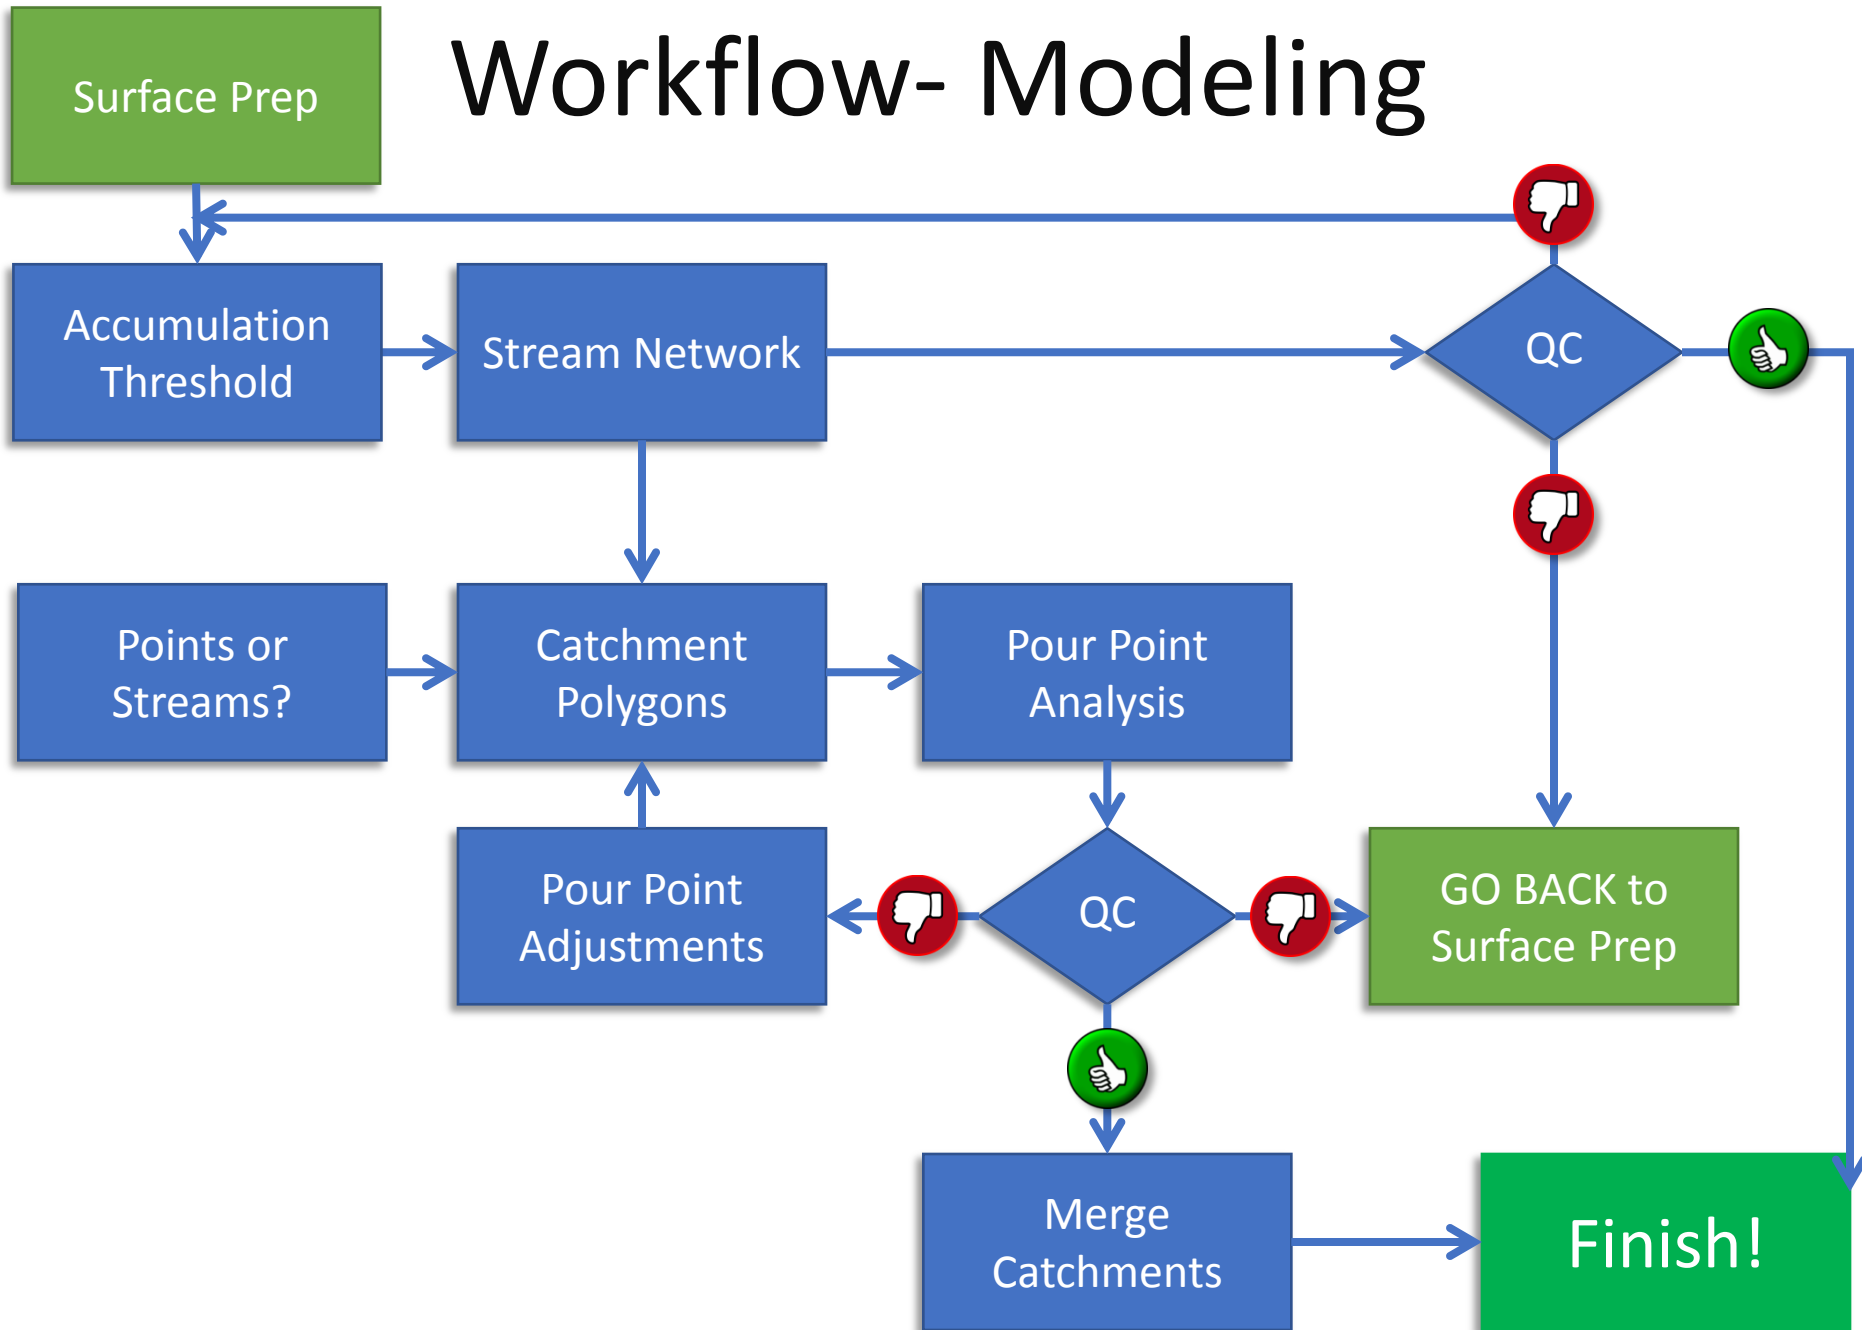 Surface Prep
Workflow- Modeling
Accumulation
Threshold
Stream Network
QC
Points or
Streams?
Catchment
Polygons
Pour Point
Analysis
Pour Point
Adjustments
QC
GO BACK to
Surface Prep
Merge
Catchments
Finish!